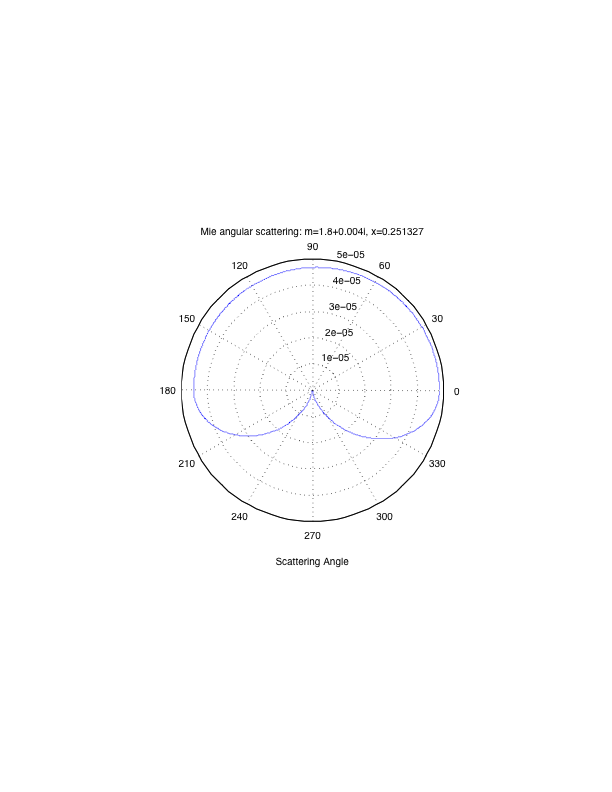 Mie angular scattering: m=1.8+0.004i, x=0.251327
90
5e−05
120
60
4e−05
150
3e−05
30
2e−05
1e−05
180
0
210
330
240
300
270
Scattering Angle